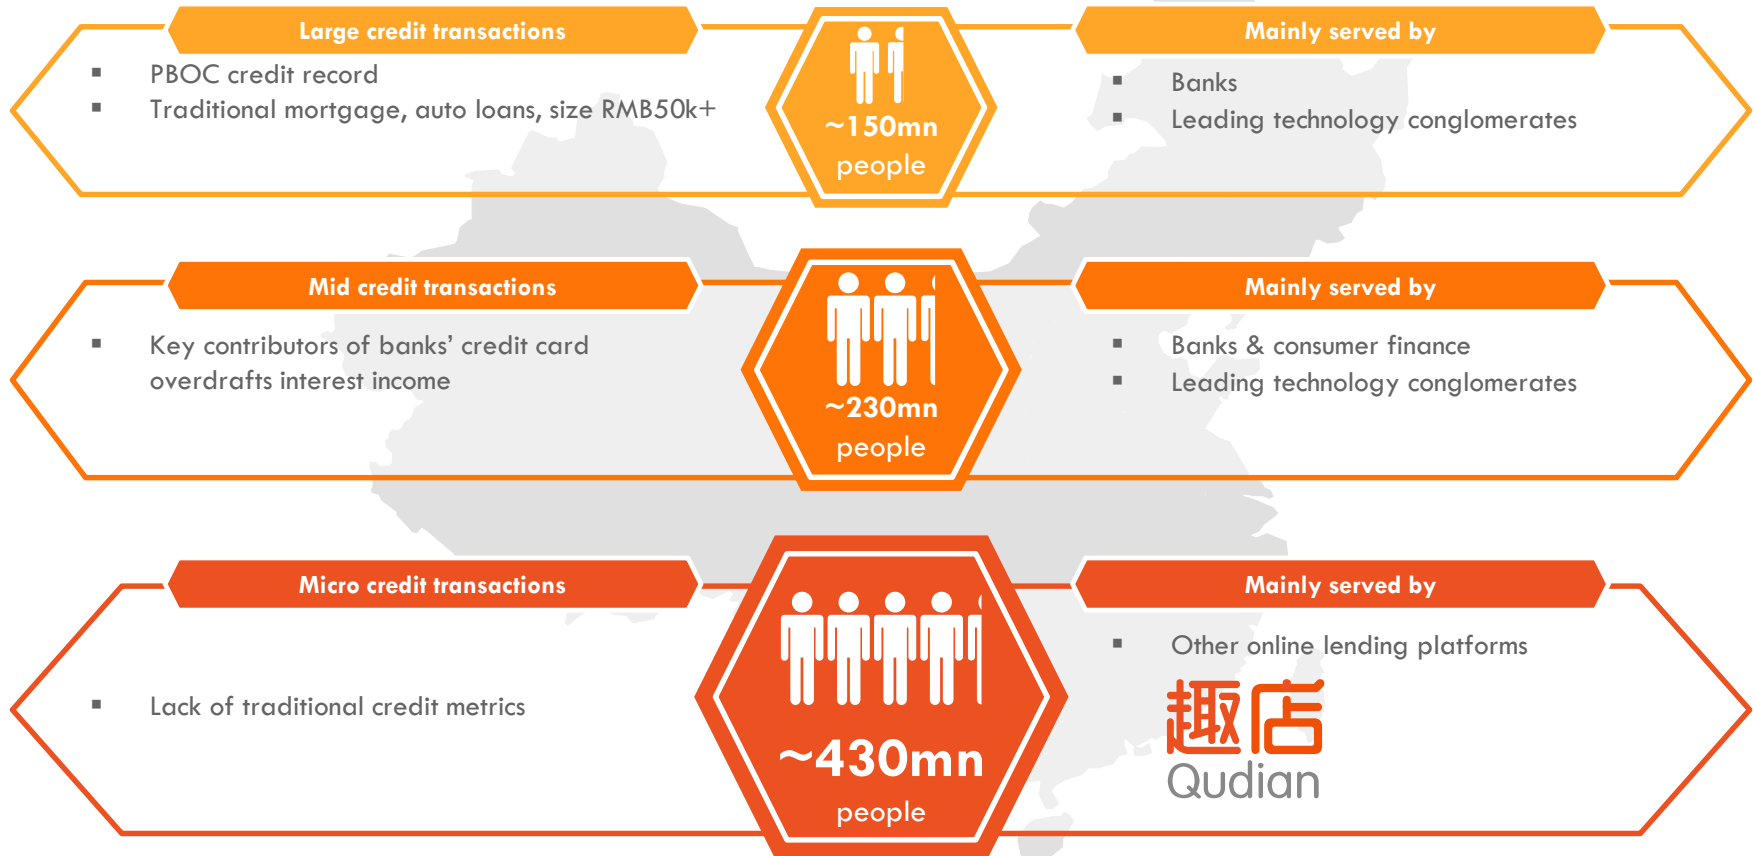 Large credit transactions
▪ PBOC credit record
▪ Traditional mortgage, auto loans, size RMB50k+
~150mn
people
Mainly served by
▪ Banks
▪ Leading technology conglomerates
Mid credit transactions
▪ Key contributors of banks’ credit card
overdrafts interest income
~230mn
people
Mainly served by
▪ Banks & consumer finance
▪ Leading technology conglomerates
Micro credit transactions
▪ Lack of traditional credit metrics
~430mn
people
Mainly served by
▪ Other online lending platforms
趣店
Qudian